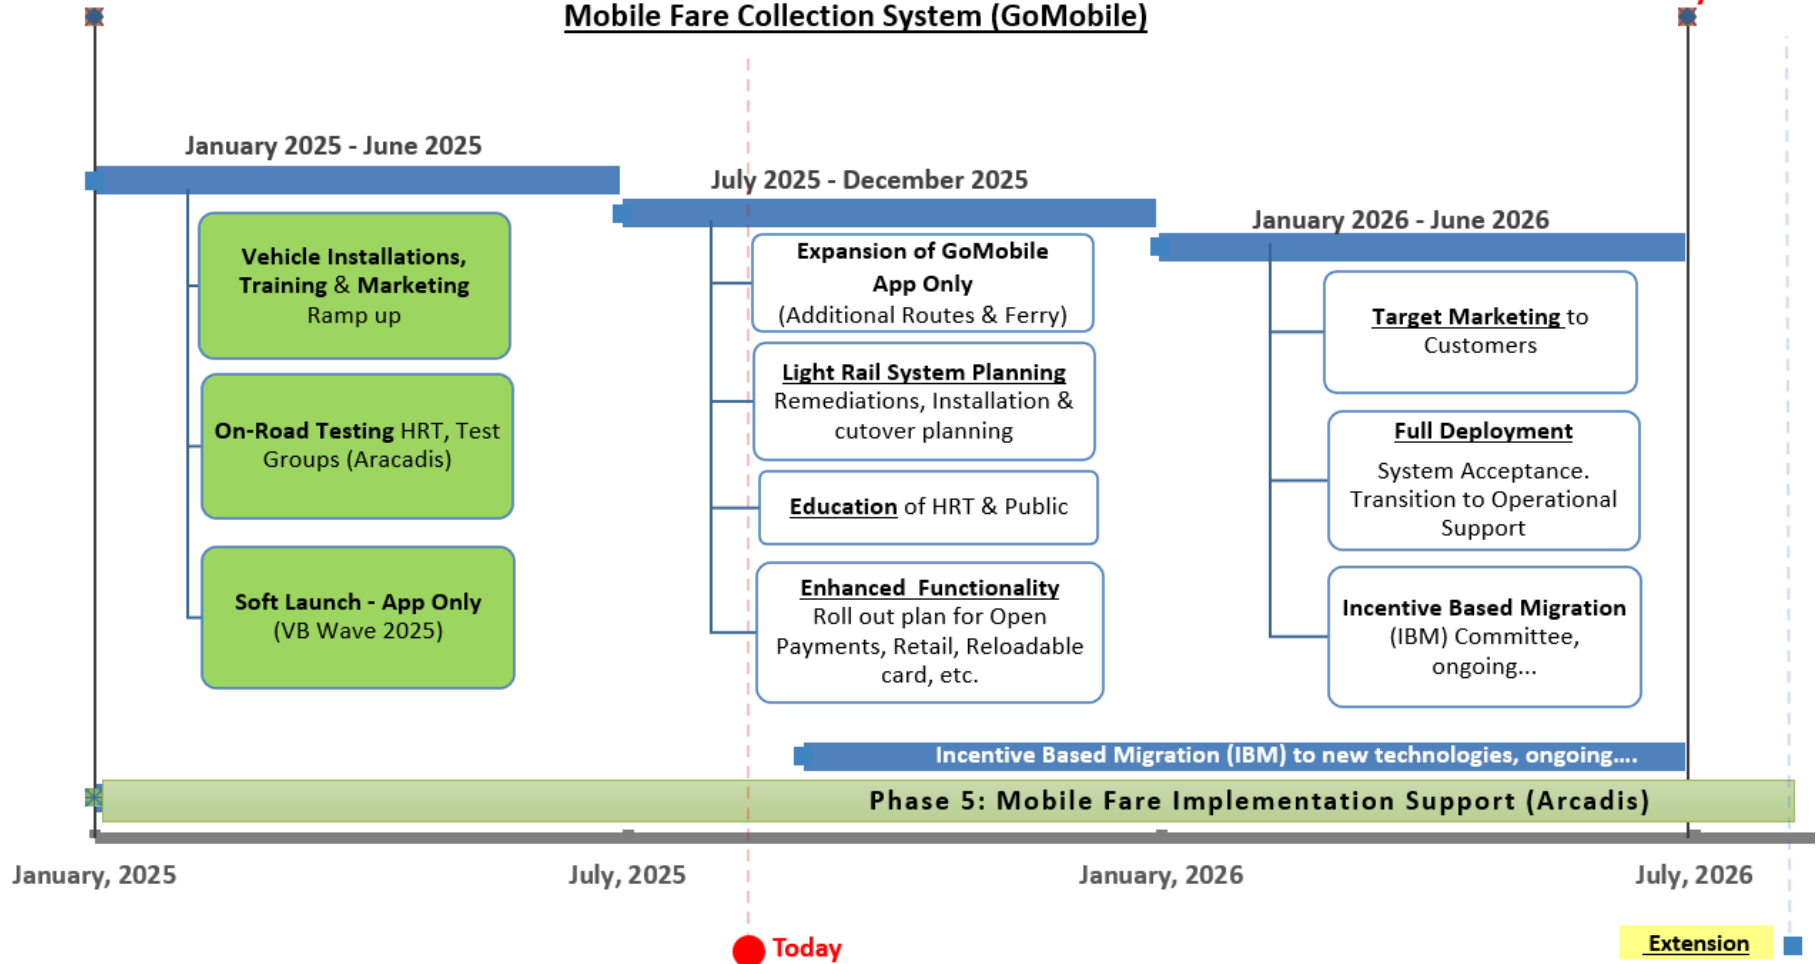 Mobile Fare Collection System (GoMobile)
January 2025 - June 2025
Vehicle Installations,
Training & Marketing
Ramp up
On-Road Testing HRT, Test
Groups (Aracadis)
Soft Launch - App Only
(VB Wave 2025)
July 2025 - December 2025
Expansion of GoMobile
App Only
(Additional Routes & Ferry)
Light Rail System Planning
Remediations, Installation &
cutover planning
Education of HRT & Public
Enhanced Functionality
Roll out plan for Open
Payments, Retail, Reloadable
card, etc.
January 2026 - June 2026
Target Marketing to
Customers
Full Deployment
System Acceptance.
Transition to Operational
Support
Incentive Based Migration
(IBM) Committee,
ongoing...
Incentive Based Migration (IBM) to new technologies, ongoing....
Phase 5: Mobile Fare Implementation Support (Arcadis)
January, 2025
July, 2025
January, 2026
July, 2026
Today
Extension